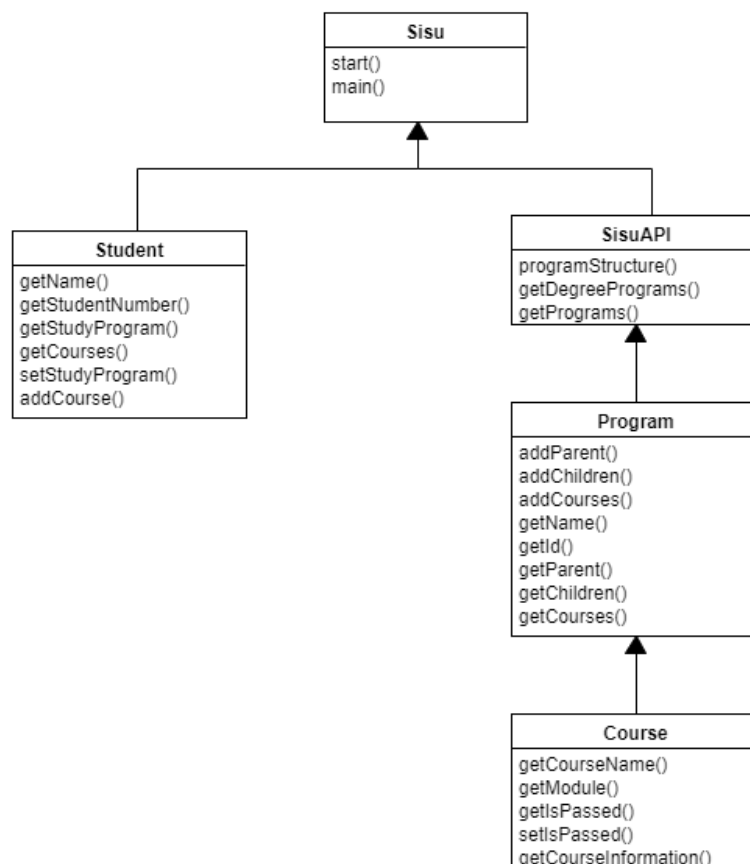 Sisu
start()
main()
Student
getName()
getStudentNumber()
getStudyProgram()
getCourses()
setStudyProgram()
addCourse()
SisuAPI
programStructure()
getDegreePrograms()
getPrograms()
Program
addParent()
addChildren()
addCourses()
getName()
getId()
getParent()
getChildren()
getCourses()
Course
getCourseName()
getModule()
getIsPassed()
setIsPassed()
getCourseInformation()